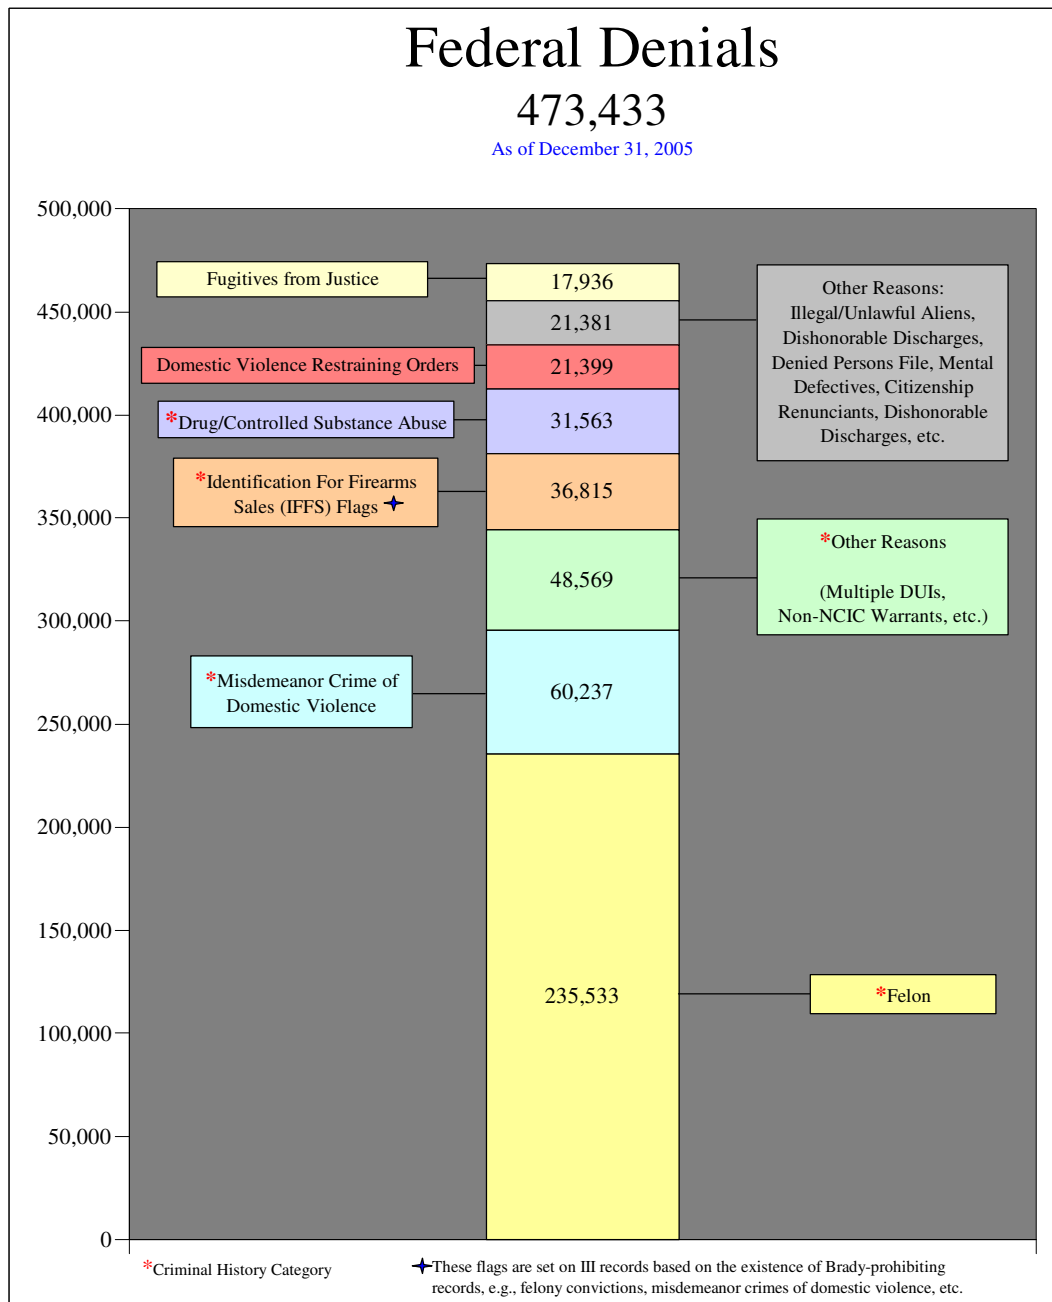 Federal Denials
473,433
As of December 31, 2005
500,000
450,000
400,000
350,000
300,000
250,000
200,000
150,000
100,000
50,000
0
Fugitives from Justice
17,936
Other Reasons:
Illegal/Unlawful Aliens,
Dishonorable Discharges,
Denied Persons File, Mental
Defectives, Citizenship
Renunciants, Dishonorable
Discharges, etc.
21,381
Domestic Violence Restraining Orders
21,399
*Drug/Controlled Substance Abuse
31,563
*Identification For Firearms
Sales (IFFS) Flags ✦
36,815
*Other Reasons
(Multiple DUIs,
Non-NCIC Warrants, etc.)
48,569
*Misdemeanor Crime of
Domestic Violence
60,237
235,533
*Felon
*Criminal History Category
✦These flags are set on III records based on the existence of Brady-prohibiting
records, e.g., felony convictions, misdemeanor crimes of domestic violence, etc.